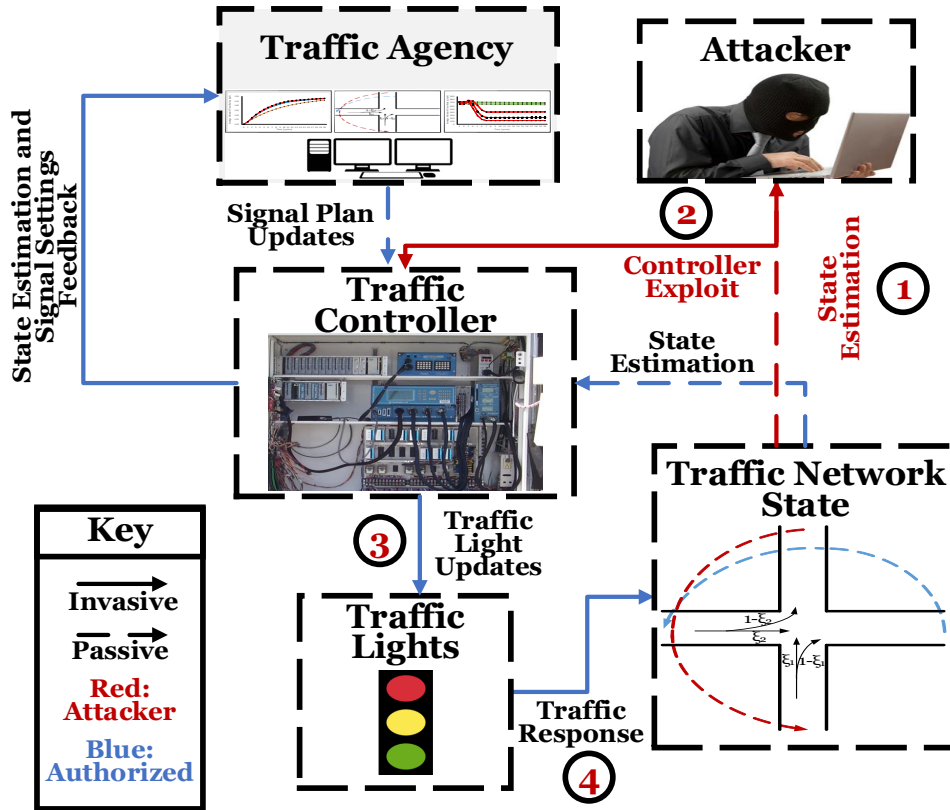 Traffic Agency
Attacker
State Estimation and
Signal Settings
Feedback
Signal Plan
Updates
2
Controller
Exploit
State
Estimation
1
Traffic
Controller
State
Estimation
Traffic Network
State
1-ξ₂
ξ₂
ξ₁
1-ξ₁
3
Traffic
Light
Updates
Traffic
Lights
Traffic
Response
4
Key
Invasive
Passive
Red:
Attacker
Blue:
Authorized